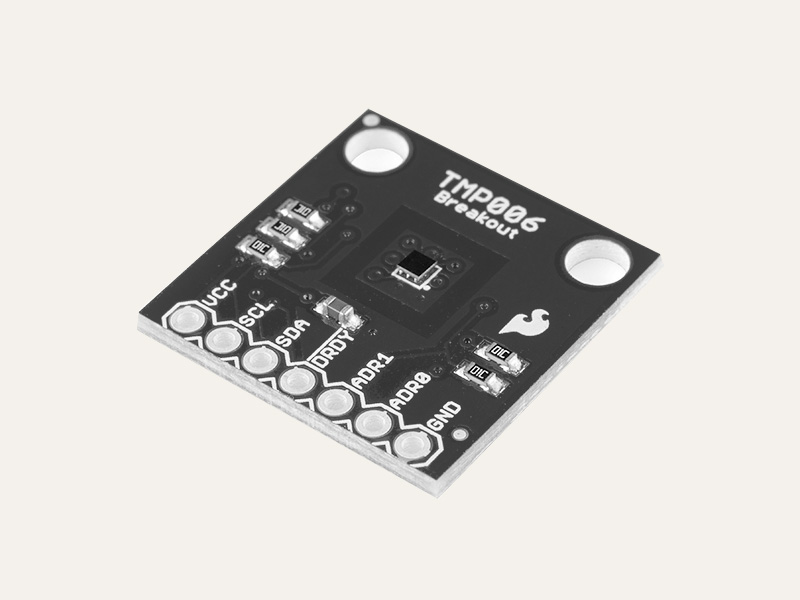 TMP006
Breakout
VCC
SCL
SDA
DRDY
ADR1
ADR0
GND